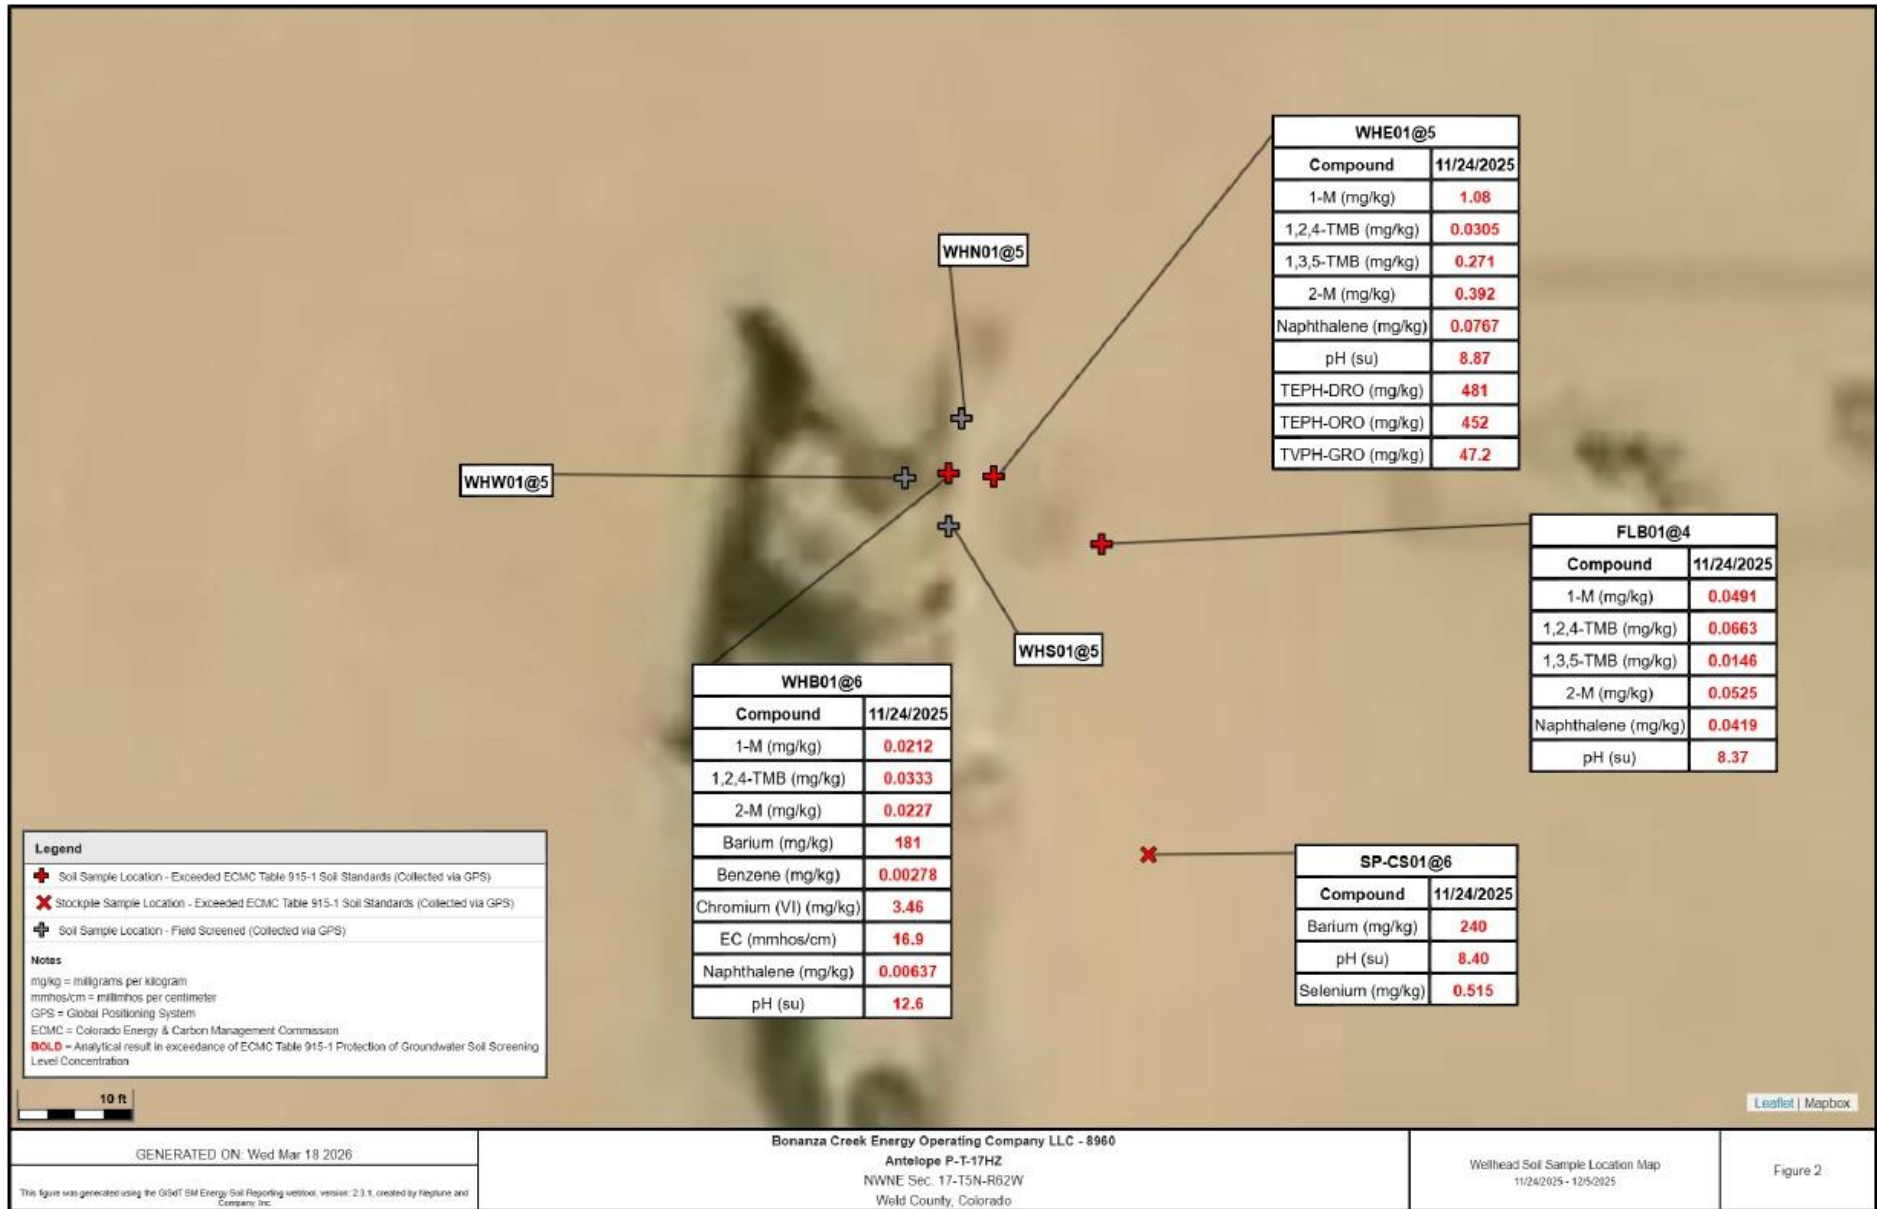 WHE01@5
Compound 11/24/2025
1-M (mg/kg) 1.08
1,2,4-TMB (mg/kg) 0.0305
1,3,5-TMB (mg/kg) 0.271
2-M (mg/kg) 0.392
Naphthalene (mg/kg) 0.0767
pH (su) 8.87
TEPH-DRO (mg/kg) 481
TEPH-ORO (mg/kg) 452
TVPH-GRO (mg/kg) 47.2
WHN01@5
WHW01@5
FLB01@4
Compound 11/24/2025
1-M (mg/kg) 0.0491
1,2,4-TMB (mg/kg) 0.0663
1,3,5-TMB (mg/kg) 0.0146
2-M (mg/kg) 0.0525
Naphthalene (mg/kg) 0.0419
pH (su) 8.37
WHS01@5
WHB01@6
Compound 11/24/2025
1-M (mg/kg) 0.0212
1,2,4-TMB (mg/kg) 0.0333
2-M (mg/kg) 0.0227
Barium (mg/kg) 181
Benzene (mg/kg) 0.00278
Chromium (VI) (mg/kg) 3.46
EC (mmhos/cm) 16.9
Naphthalene (mg/kg) 0.00637
pH (su) 12.6
SP-CS01@6
Compound 11/24/2025
Barium (mg/kg) 240
pH (su) 8.40
Selenium (mg/kg) 0.515
Legend
Soil Sample Location - Exceeded ECMC Table 915-1 Soil Standards (Collected via GPS)
Stockpile Sample Location - Exceeded ECMC Table 915-1 Soil Standards (Collected via GPS)
Soil Sample Location - Field Screened (Collected via GPS)
Notes
mg/kg = milligrams per kilogram
mmhos/cm = millimhos per centimeter
GPS = Global Positioning System
ECMC = Colorado Energy & Carbon Management Commission
BOLD = Analytical result in exceedance of ECMC Table 915-1 Protection of Groundwater Soil Screening
Level Concentration
10 ft
Leaflet | Mapbox
GENERATED ON: Wed Mar 18 2026
This figure was generated using the GiSdT SM Energy Soil Reporting webtool, version: 2.3.1, created by Neptune and
Company, Inc
Bonanza Creek Energy Operating Company LLC - 8960
Antelope P-T-17HZ
NWNE Sec. 17-T5N-R62W
Weld County, Colorado
Wellhead Soil Sample Location Map
11/24/2025 - 12/5/2025
Figure 2